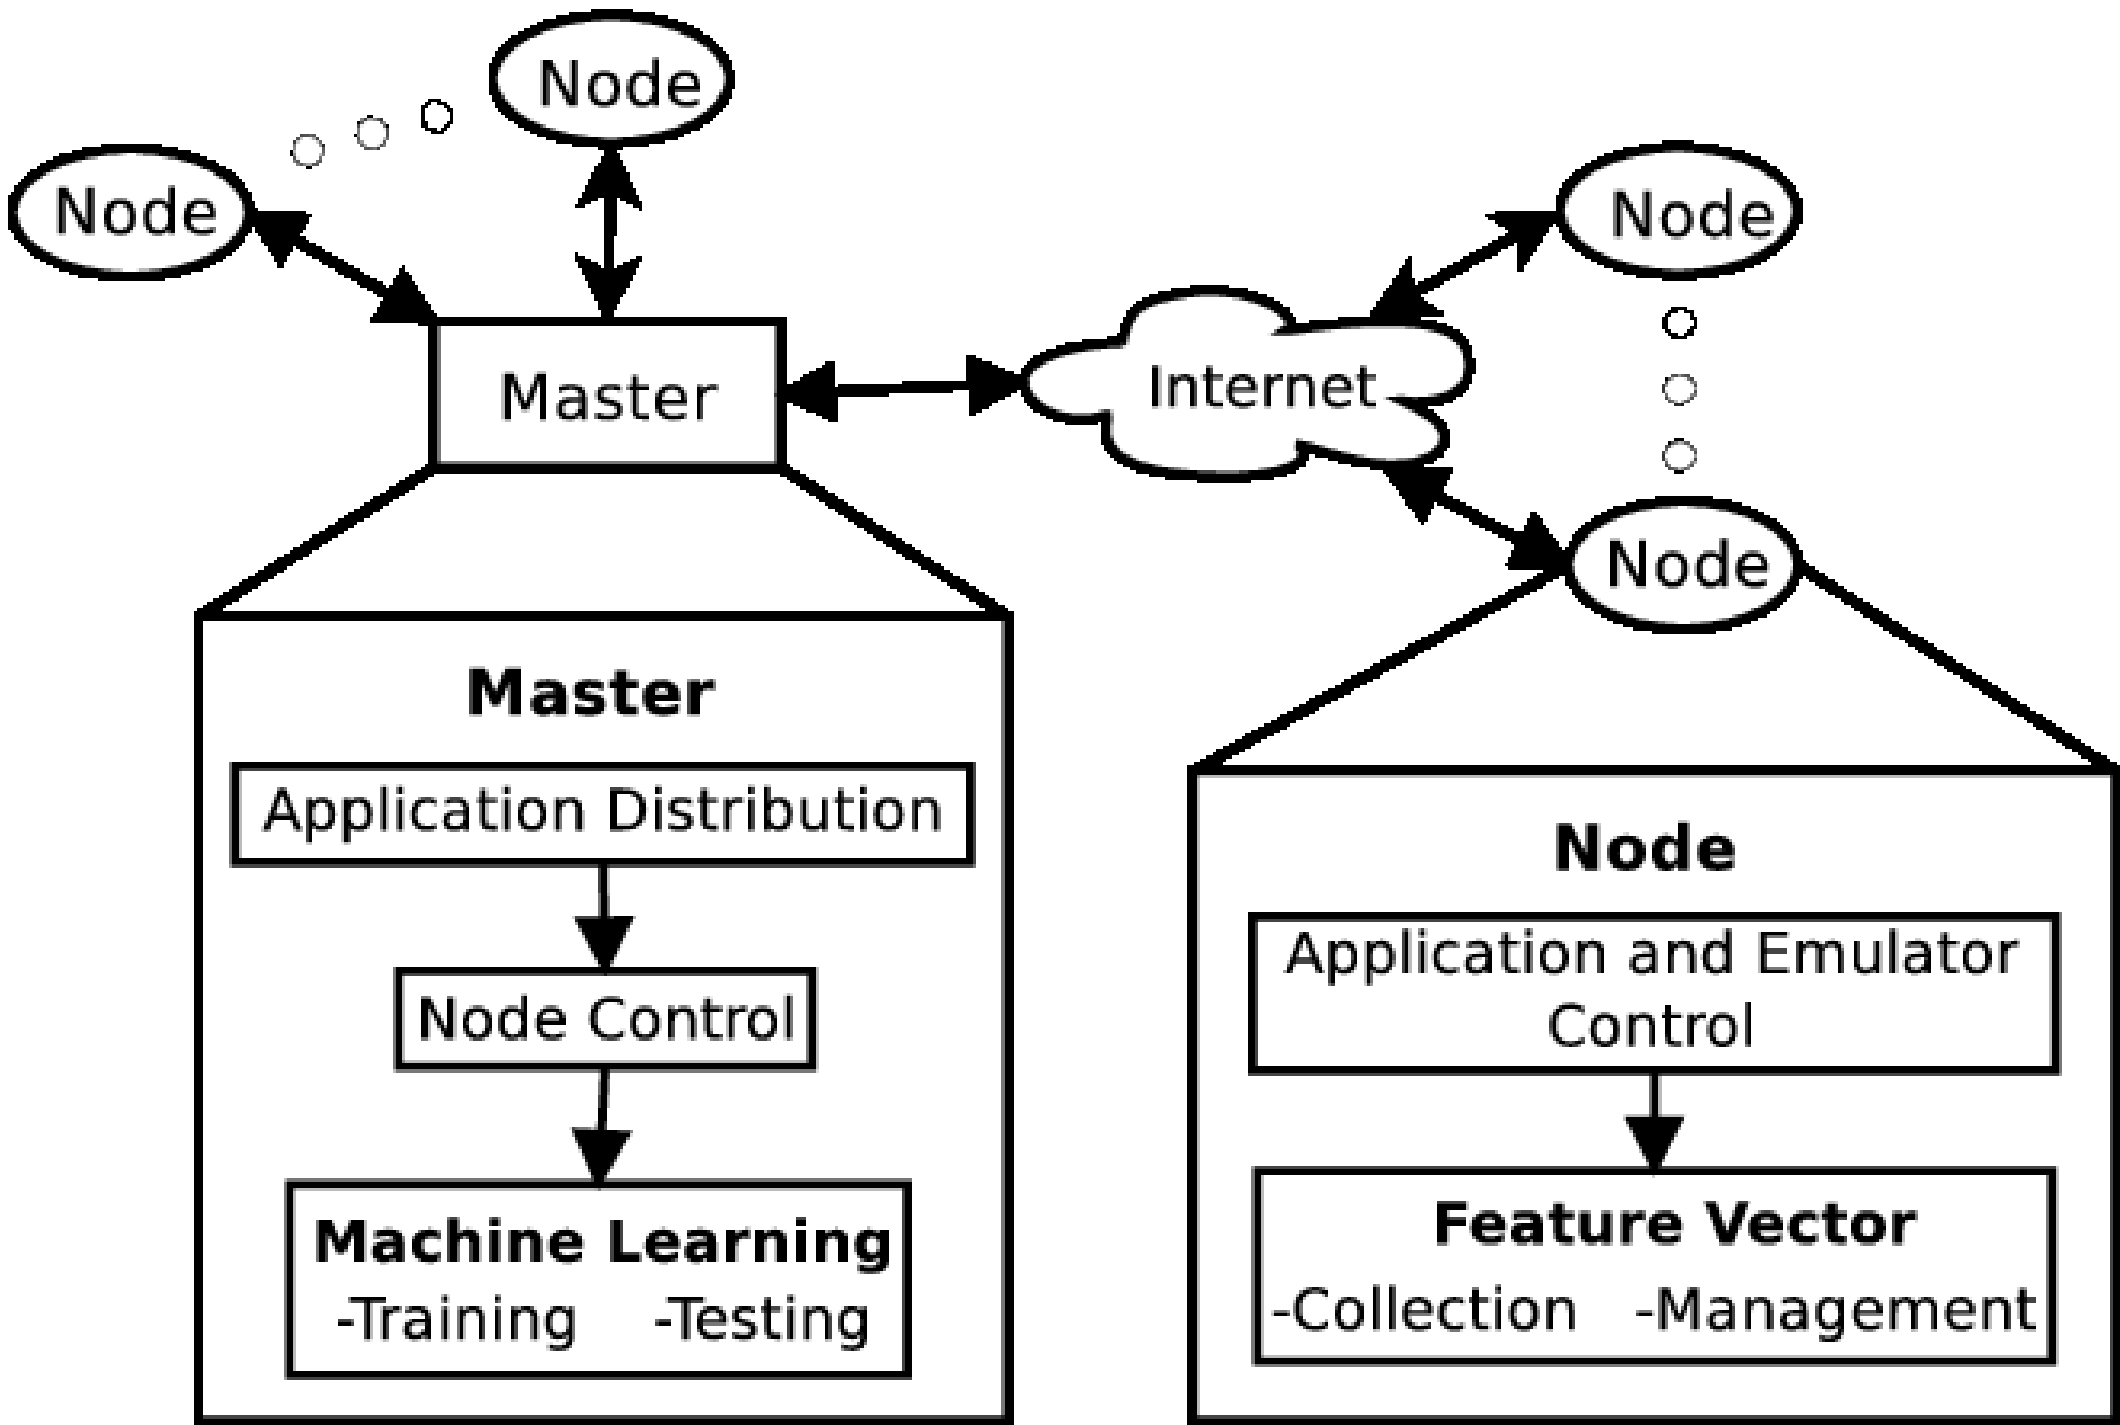 Node
Node
Node
Master
Internet
Node
Master
Application Distribution
Node Control
Machine Learning
-Training -Testing
Node
Application and Emulator
Control
Feature Vector
-Collection -Management